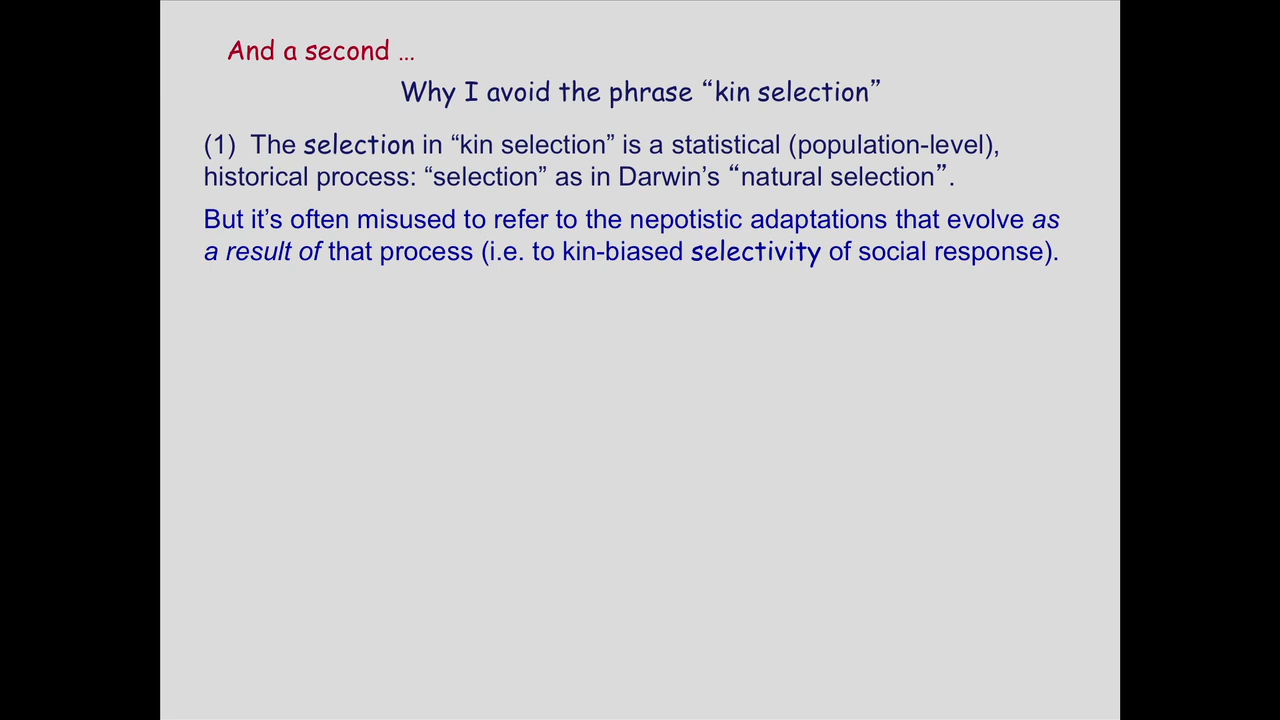 And a second ...
Why I avoid the phrase “kin selection”
(1) The selection in “kin selection” is a statistical (population-level),
historical process: “selection” as in Darwin’s “natural selection”.
But it’s often misused to refer to the nepotistic adaptations that evolve as
a result of that process (i.e. to kin-biased selectivity of social response).